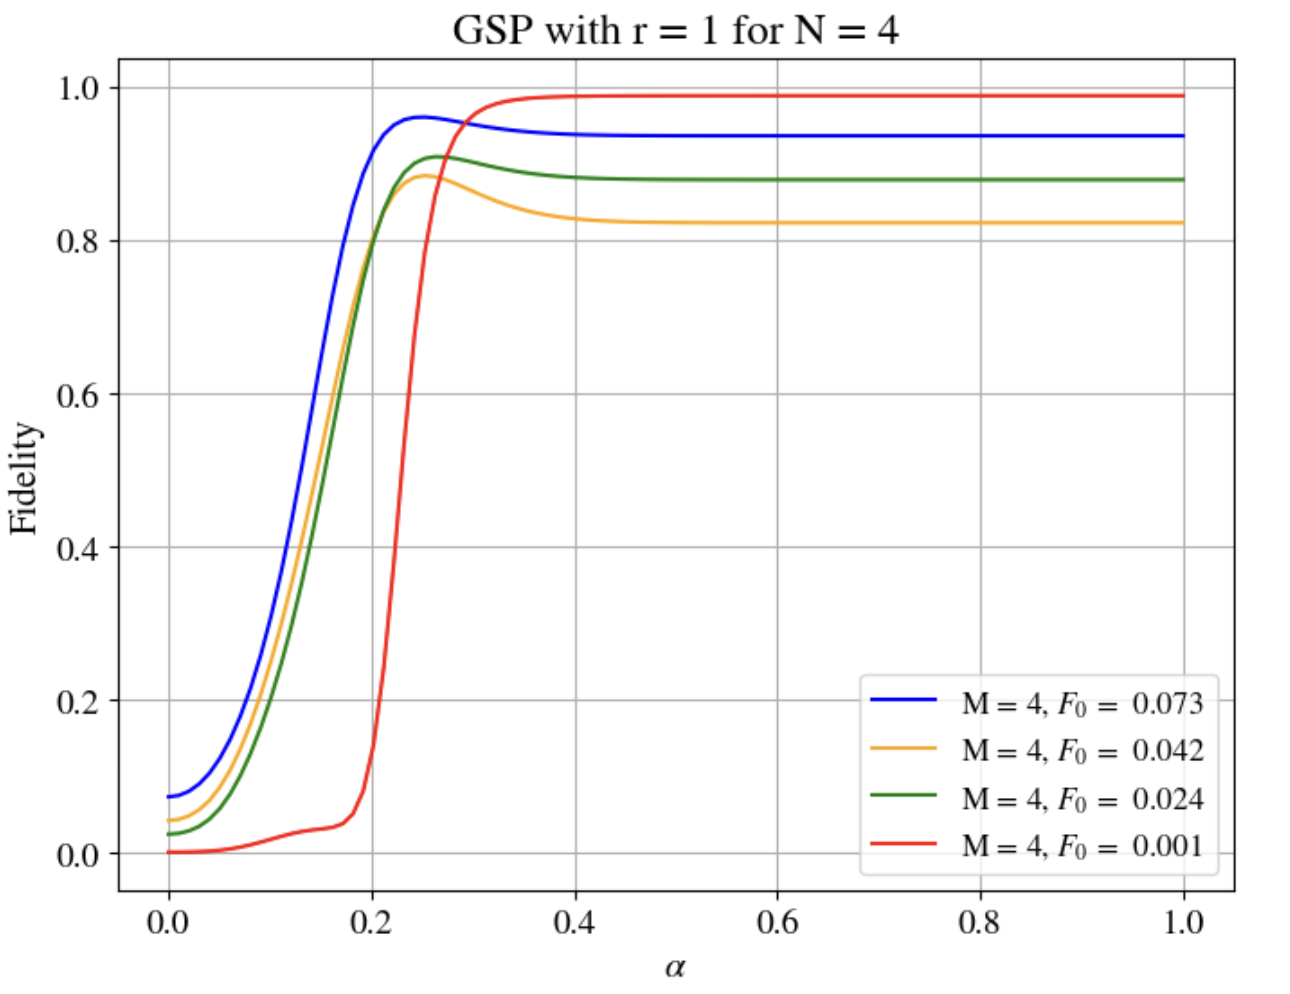 GSP with r = 1 for N = 4
1.0
0.8
0.6
0.4
0.2
0.0
Fidelity
M = 4, F₀ = 0.073
M = 4, F₀ = 0.042
M = 4, F₀ = 0.024
M = 4, F₀ = 0.001
0.0 0.2 0.4 0.6 0.8 1.0
α